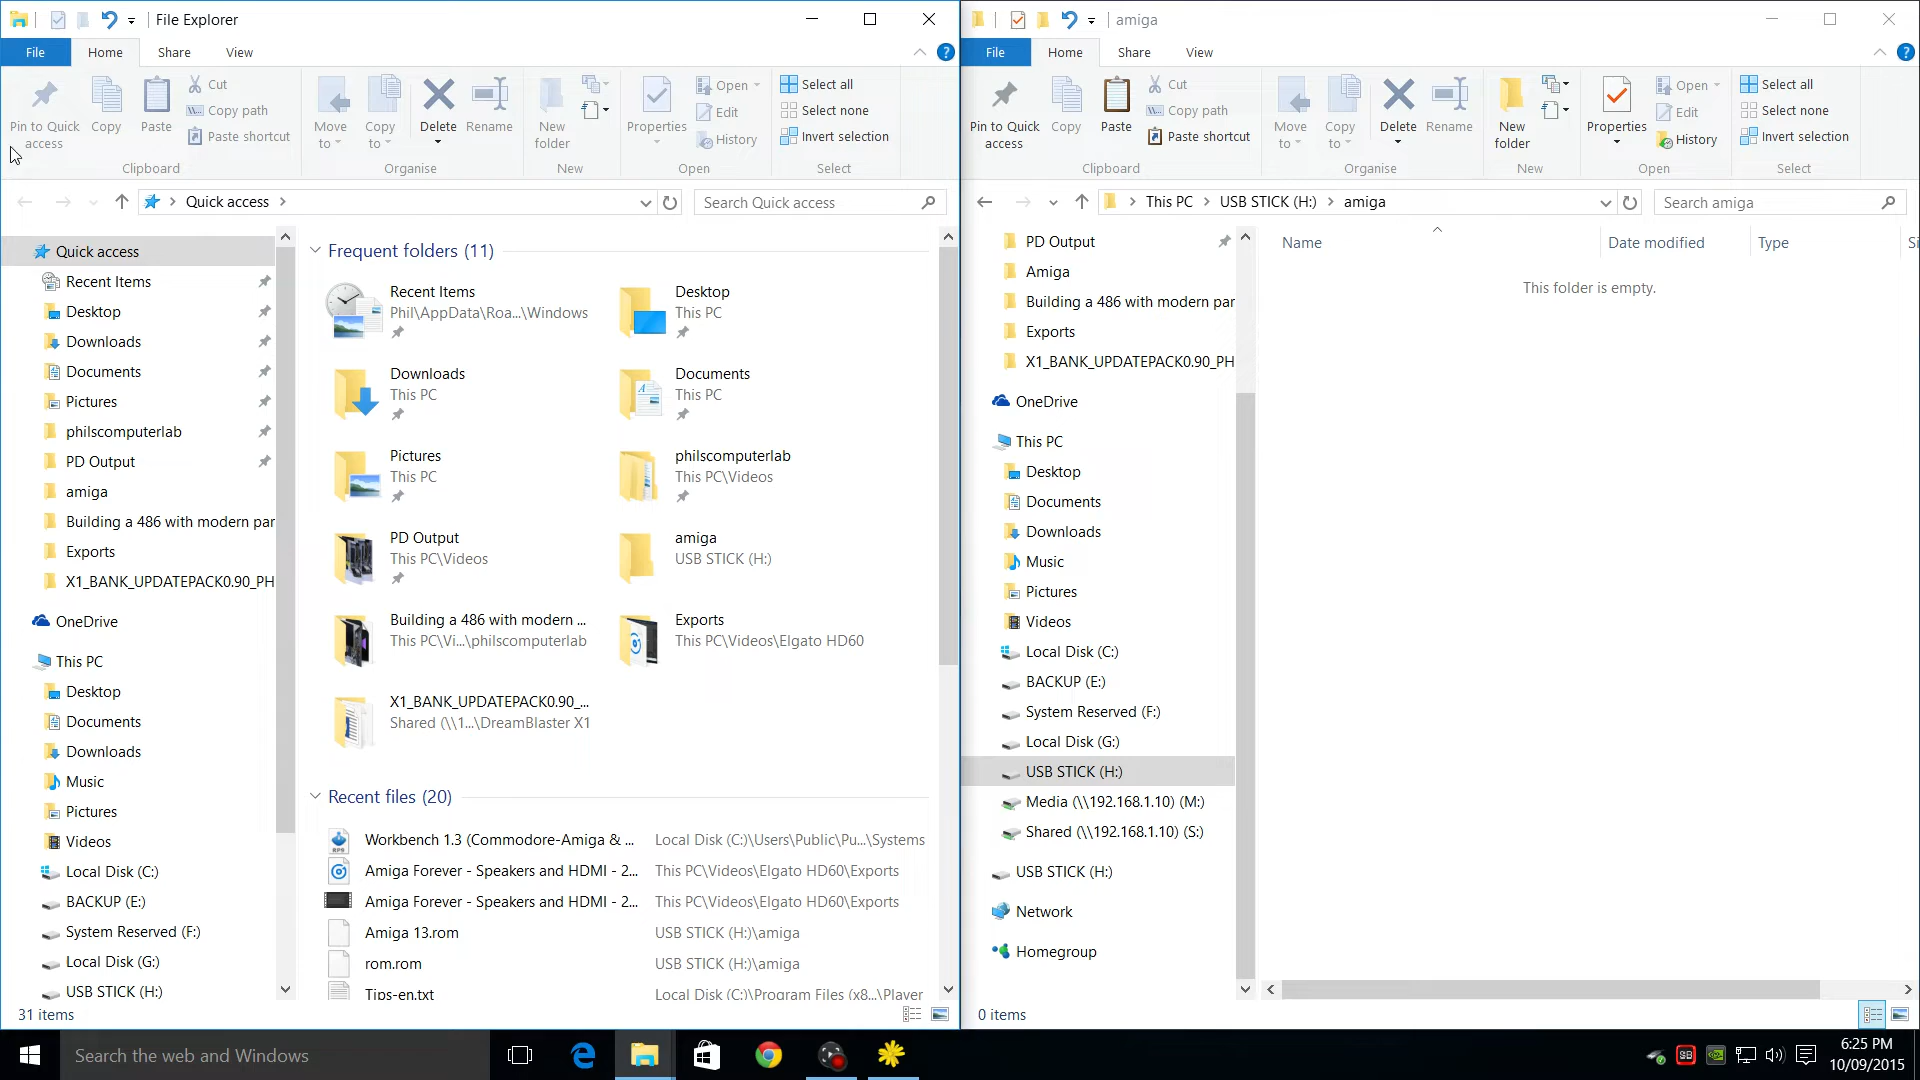 File Explorer
File
Home
Share
View
Pin to Quick access
Copy
Paste
Cut
Copy path
Paste shortcut
Clipboard
Move to
Copy to
Delete
Rename
Organise
New folder
New
Properties
Open
Edit
History
Open
Select all
Select none
Invert selection
Select
Quick access
Search Quick access
Quick access
Recent Items
Desktop
Downloads
Documents
Pictures
philscomputerlab
PD Output
amiga
Building a 486 with modern par
Exports
X1_BANK_UPDATEPACK0.90_PH
OneDrive
This PC
Desktop
Documents
Downloads
Music
Pictures
Videos
Local Disk (C:)
BACKUP (E:)
System Reserved (F:)
Local Disk (G:)
USB STICK (H:)
Frequent folders (11)
Recent Items
Phil\AppData\Roa...\Windows
Desktop
This PC
Downloads
This PC
Documents
This PC
Pictures
This PC
philscomputerlab
This PC\Videos
PD Output
This PC\Videos
amiga
USB STICK (H:)
Building a 486 with modern ...
This PC\Vi...\philscomputerlab
Exports
This PC\Videos\Elgato HD60
X1_BANK_UPDATEPACK0.90_...
Shared (\\1...\DreamBlaster X1
Recent files (20)
Workbench 1.3 (Commodore-Amiga & ... Local Disk (C:)\Users\Public\Pu...\Systems
Amiga Forever - Speakers and HDMI - 2... This PC\Videos\Elgato HD60\Exports
Amiga Forever - Speakers and HDMI - 2... This PC\Videos\Elgato HD60\Exports
Amiga 13.rom USB STICK (H:)\amiga
rom.rom USB STICK (H:)\amiga
Tips-en.txt Local Disk (C:)\Program Files (x8...\Player
31 items
amiga
File
Home
Share
View
Pin to Quick access
Copy
Paste
Cut
Copy path
Paste shortcut
Clipboard
Move to
Copy to
Delete
Rename
Organise
New folder
New
Properties
Open
Edit
History
Open
Select all
Select none
Invert selection
Select
This PC
USB STICK (H:)
amiga
Search amiga
PD Output
Amiga
Building a 486 with modern par
Exports
X1_BANK_UPDATEPACK0.90_PH
OneDrive
This PC
Desktop
Documents
Downloads
Music
Pictures
Videos
Local Disk (C:)
BACKUP (E:)
System Reserved (F:)
Local Disk (G:)
USB STICK (H:)
Media (\\192.168.1.10) (M:)
Shared (\\192.168.1.10) (S:)
USB STICK (H:)
Network
Homegroup
Name
Date modified
Type
Si
This folder is empty.
0 items
Search the web and Windows
6:25 PM
10/09/2015